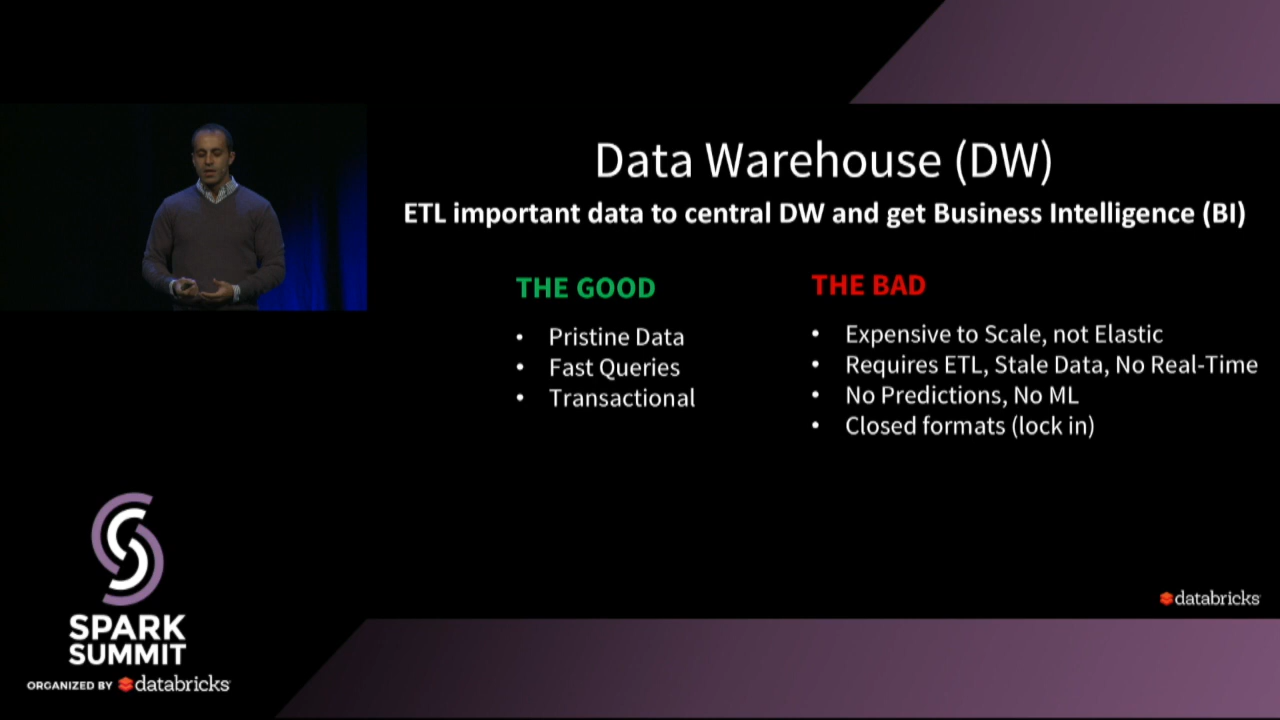 Data Warehouse (DW)
ETL important data to central DW and get Business Intelligence (BI)
THE GOOD
• Pristine Data
• Fast Queries
• Transactional
THE BAD
• Expensive to Scale, not Elastic
• Requires ETL, Stale Data, No Real-Time
• No Predictions, No ML
• Closed formats (lock in)
databricks
SPARK
SUMMIT
ORGANIZED BY databricks